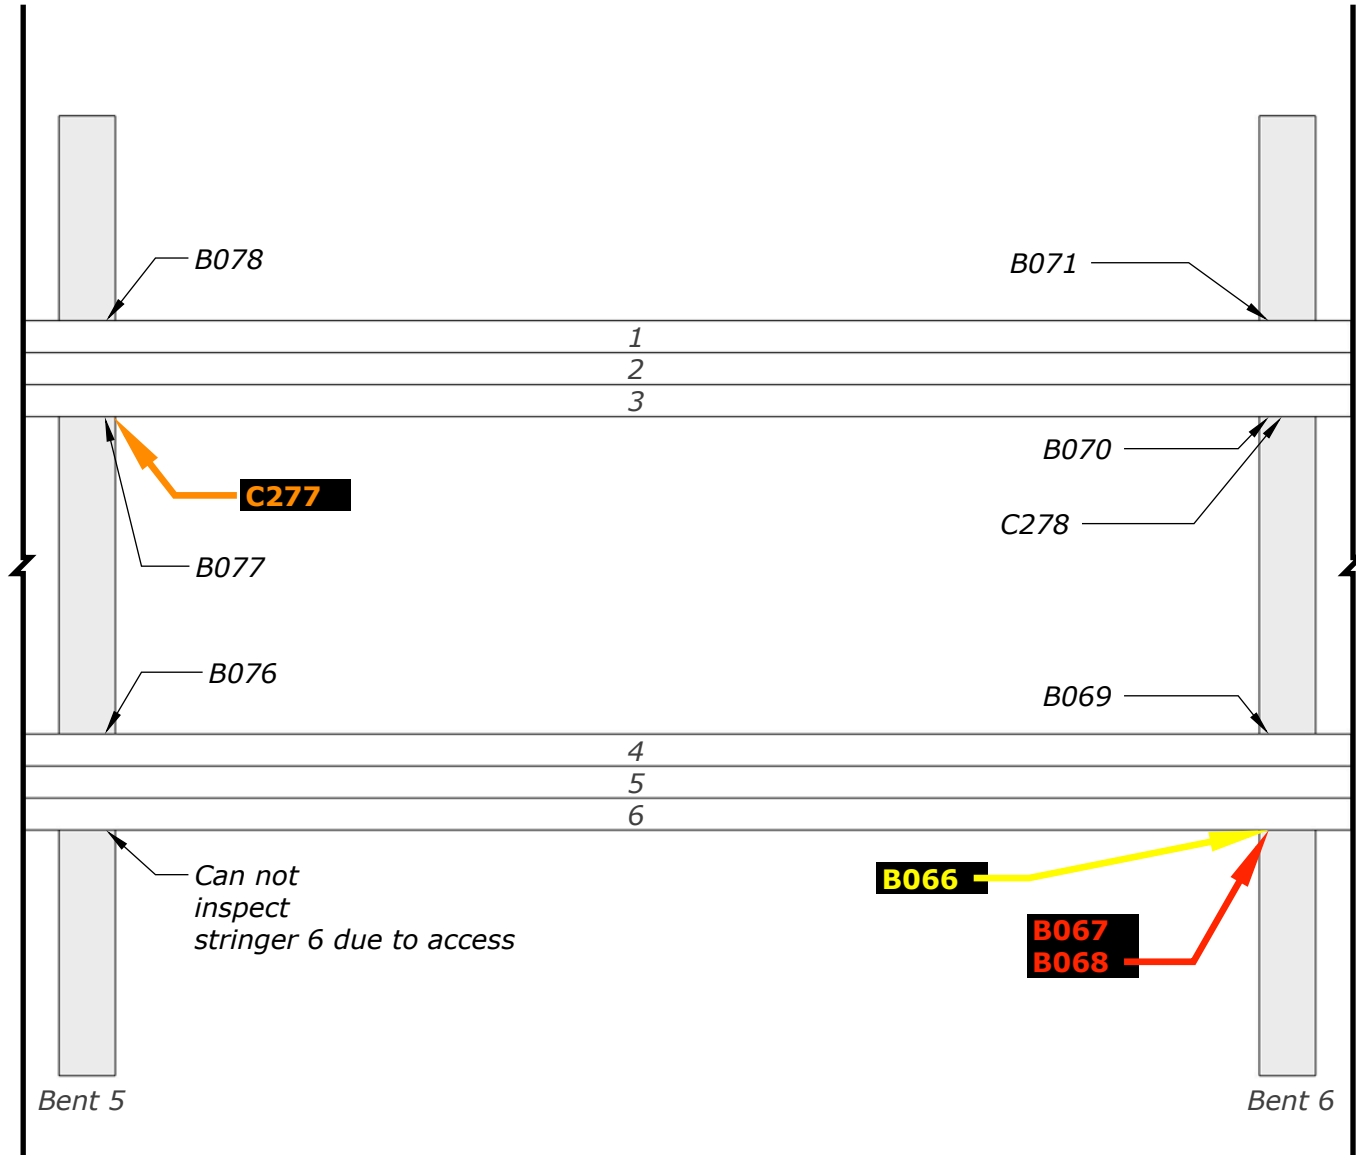 B078
B071
1
2
3
B070
C277
C278
B077
B076
B069
4
5
6
Can not
inspect
stringer 6 due to access
B066
B067
B068
Bent 5
Bent 6